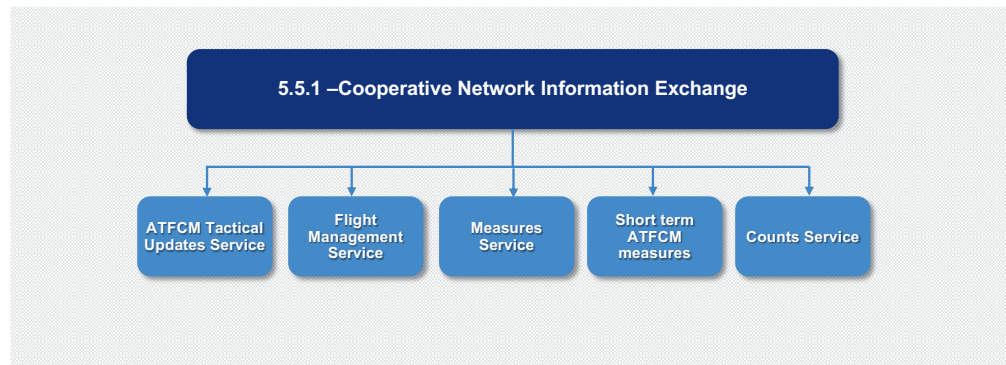 5.5.1 –Cooperative Network Information Exchange
ATFCM Tactical
Updates Service
Flight
Management
Service
Measures
Service
Short term
ATFCM
measures
Counts Service